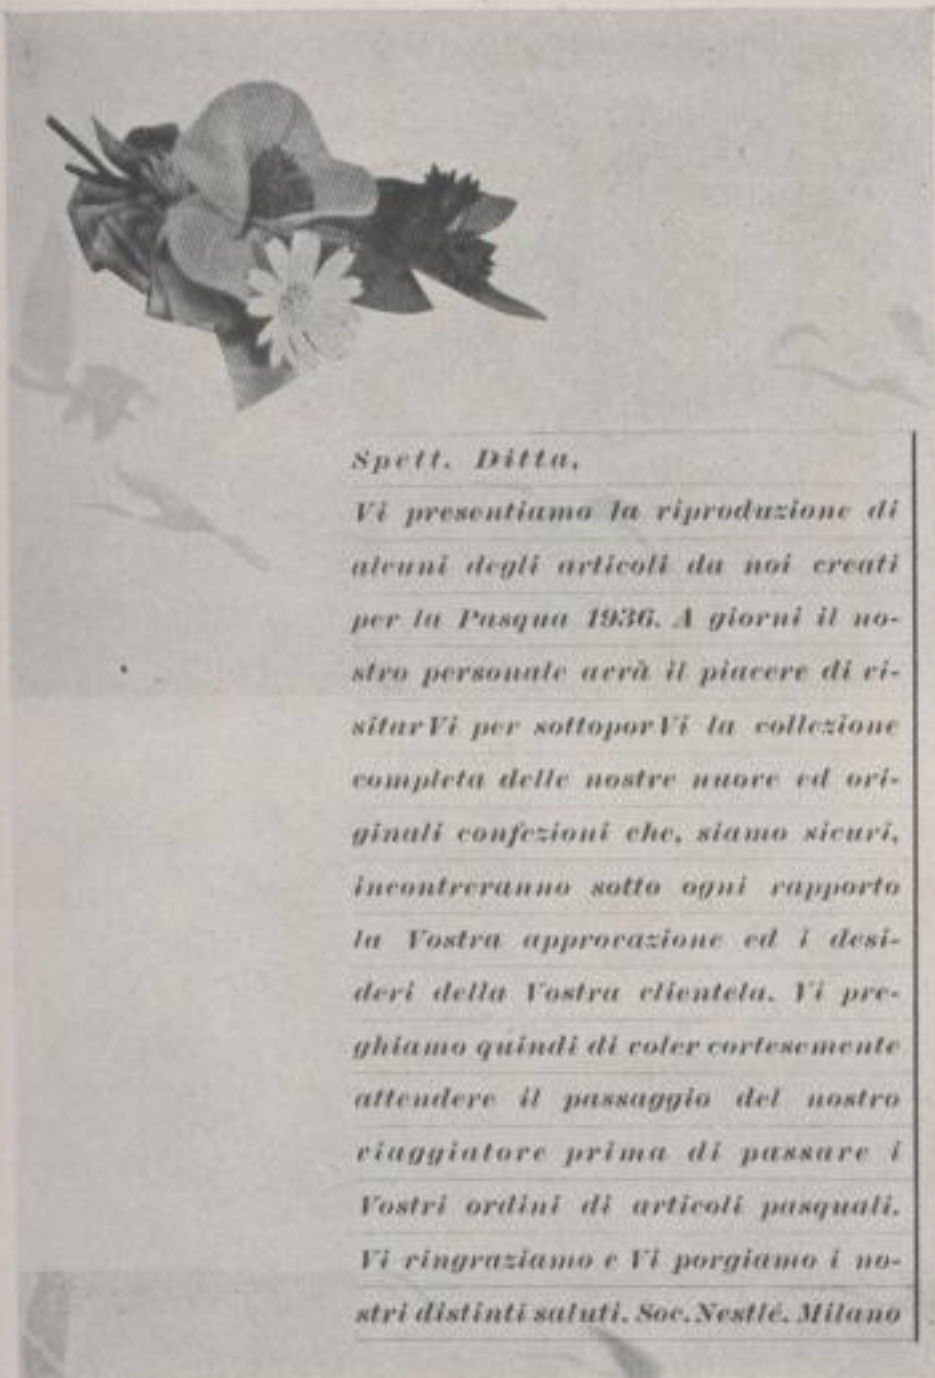 Spett. Ditta,
Vi presentiamo la riproduzione di
alcuni degli articoli da noi creati
per la Pasqua 1936. A giorni il no-
stro personale avrà il piacere di vi-
sitarVi per sottoporVi la collezione
completa delle nostre nuove ed ori-
ginali confezioni che, siamo sicuri,
incontreranno sotto ogni rapporto
la Vostra approvazione ed i desi-
deri della Vostra clientela. Vi pre-
ghiamo quindi di voler cortesemente
attendere il passaggio del nostro
viaggiatore prima di passare i
Vostri ordini di articoli pasquali.
Vi ringraziamo e Vi porgiamo i no-
stri distinti saluti. Soc. Nestlé. Milano